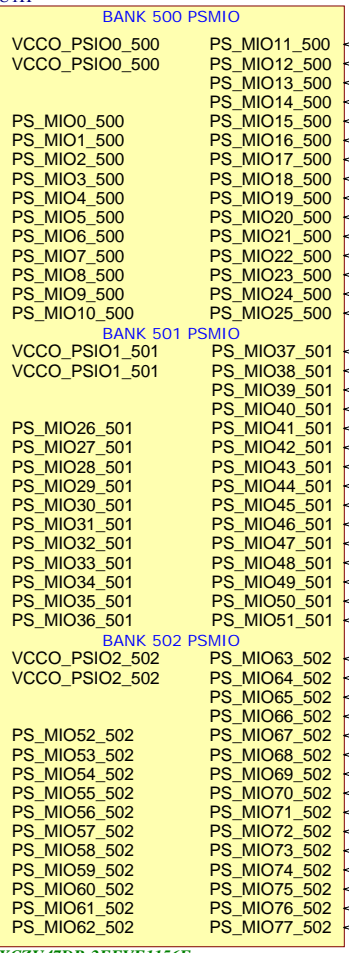 BANK 500 PSMIO
VCCO_PSIO0_500 PS_MIO11_500
VCCO_PSIO0_500 PS_MIO12_500
PS_MIO13_500
PS_MIO14_500
PS_MIO0_500 PS_MIO15_500
PS_MIO1_500 PS_MIO16_500
PS_MIO2_500 PS_MIO17_500
PS_MIO3_500 PS_MIO18_500
PS_MIO4_500 PS_MIO19_500
PS_MIO5_500 PS_MIO20_500
PS_MIO6_500 PS_MIO21_500
PS_MIO7_500 PS_MIO22_500
PS_MIO8_500 PS_MIO23_500
PS_MIO9_500 PS_MIO24_500
PS_MIO10_500 PS_MIO25_500
BANK 501 PSMIO
VCCO_PSIO1_501 PS_MIO37_501
VCCO_PSIO1_501 PS_MIO38_501
PS_MIO39_501
PS_MIO40_501
PS_MIO26_501 PS_MIO41_501
PS_MIO27_501 PS_MIO42_501
PS_MIO28_501 PS_MIO43_501
PS_MIO29_501 PS_MIO44_501
PS_MIO30_501 PS_MIO45_501
PS_MIO31_501 PS_MIO46_501
PS_MIO32_501 PS_MIO47_501
PS_MIO33_501 PS_MIO48_501
PS_MIO34_501 PS_MIO49_501
PS_MIO35_501 PS_MIO50_501
PS_MIO36_501 PS_MIO51_501
BANK 502 PSMIO
VCCO_PSIO2_502 PS_MIO63_502
VCCO_PSIO2_502 PS_MIO64_502
PS_MIO65_502
PS_MIO66_502
PS_MIO52_502 PS_MIO67_502
PS_MIO53_502 PS_MIO68_502
PS_MIO54_502 PS_MIO69_502
PS_MIO55_502 PS_MIO70_502
PS_MIO56_502 PS_MIO71_502
PS_MIO57_502 PS_MIO72_502
PS_MIO58_502 PS_MIO73_502
PS_MIO59_502 PS_MIO74_502
PS_MIO60_502 PS_MIO75_502
PS_MIO61_502 PS_MIO76_502
PS_MIO62_502 PS_MIO77_502